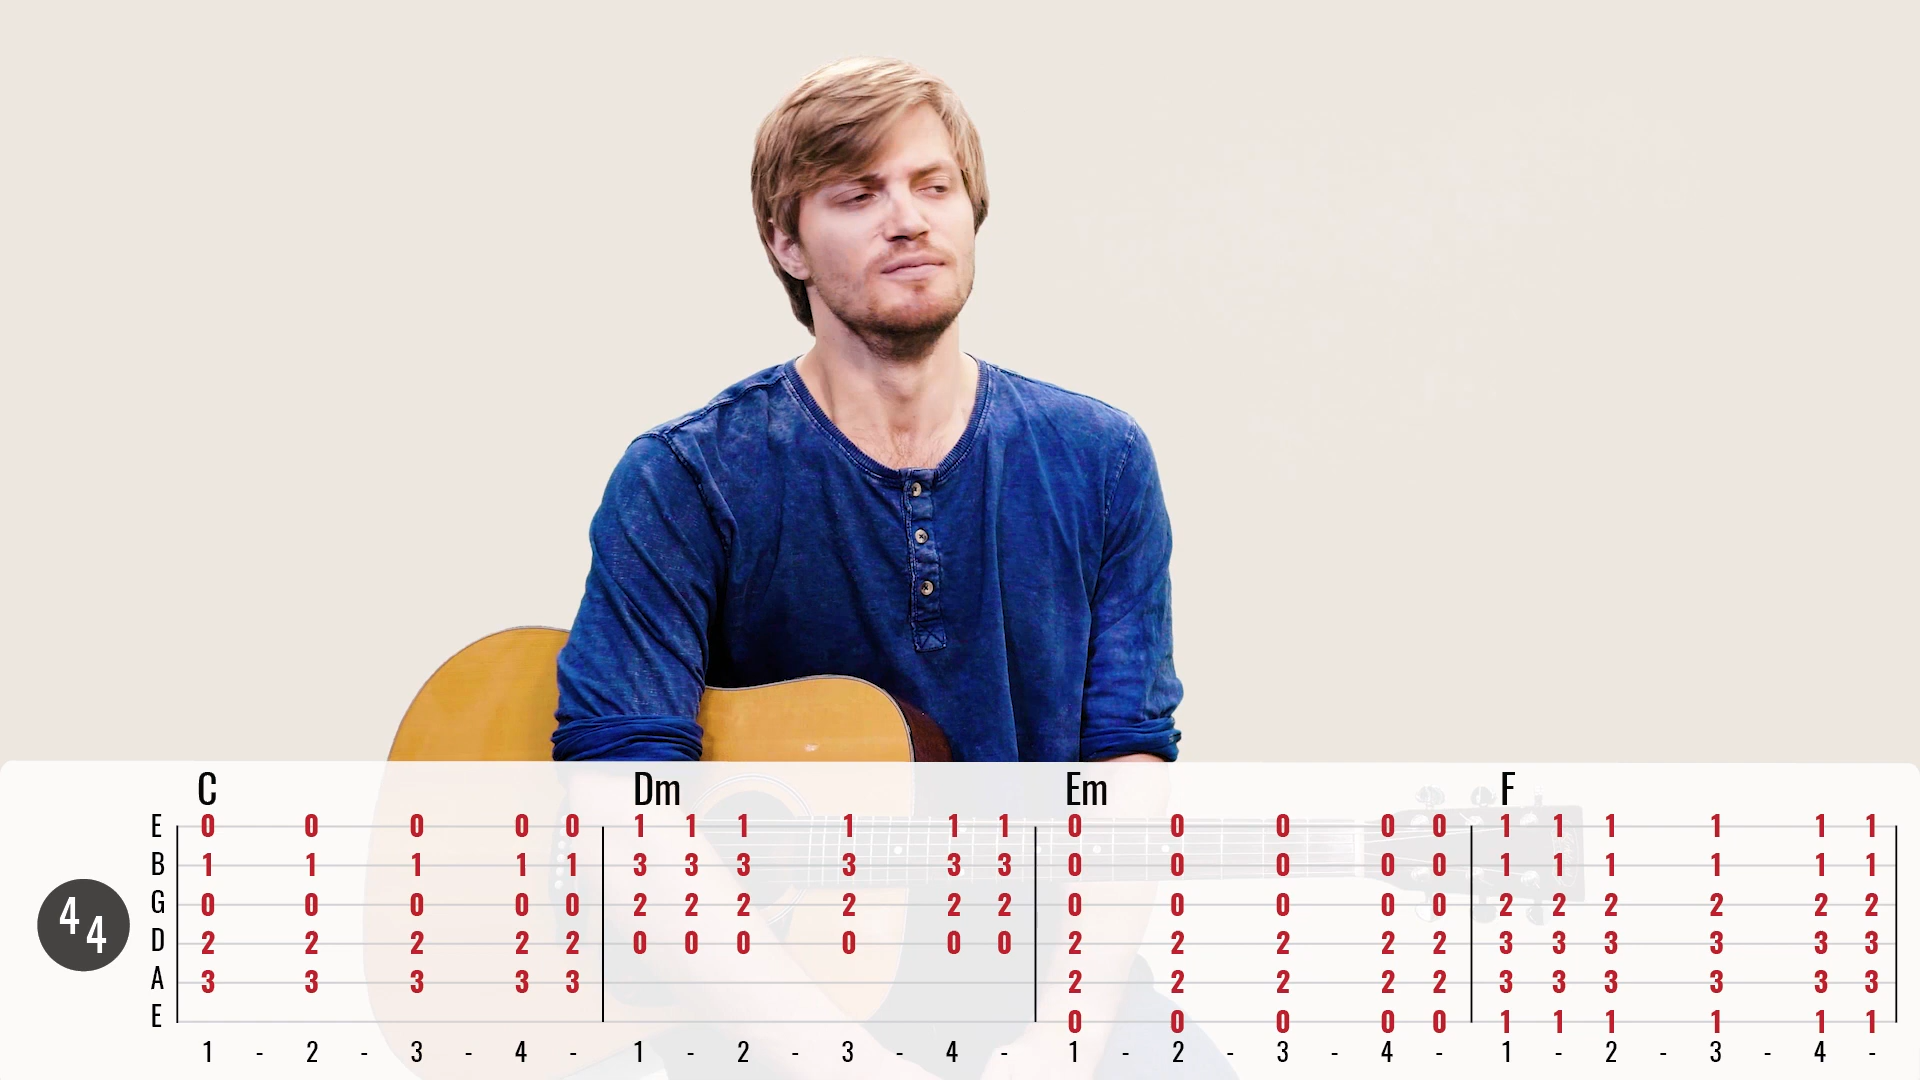 C Dm Em F
E 0 0 0 0 0 1 1 1 1 1 1 0 0 0 0 0 1 1 1 1 1 1
B 1 1 1 1 1 3 3 3 3 3 3 0 0 0 0 0 1 1 1 1 1 1
G 0 0 0 0 0 2 2 2 2 2 2 0 0 0 0 0 2 2 2 2 2 2
4
4
D 2 2 2 2 2 0 0 0 0 0 0 2 2 2 2 2 3 3 3 3 3 3
A 3 3 3 3 3 2 2 2 2 2 3 3 3 3 3 3
E 0 0 0 0 0 1 1 1 1 1 1
1 - 2 - 3 - 4 - 1 - 2 - 3 - 4 - 1 - 2 - 3 - 4 - 1 - 2 - 3 - 4 -